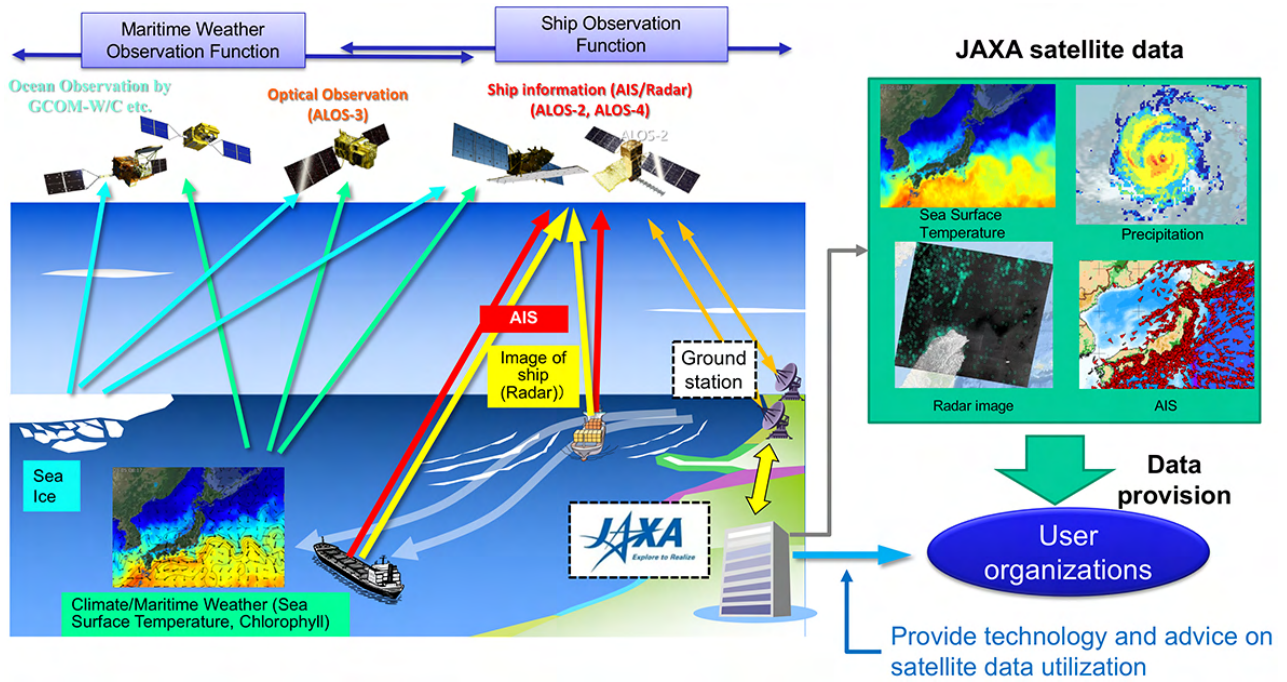 Maritime Weather
Observation Function
Ship Observation
Function
Ocean Observation by
GCOM-W/C etc.
Optical Observation
(ALOS-3)
Ship information (AIS/Radar)
(ALOS-2, ALOS-4)
ALOS-2
AIS
Image of
ship
(Radar))
Ground
station
Sea
Ice
Climate/Maritime Weather (Sea
Surface Temperature, Chlorophyll)
JAXA
Explore to Realize
JAXA satellite data
Sea Surface
Temperature
Precipitation
Radar image
AIS
Data
provision
User
organizations
Provide technology and advice on
satellite data utilization